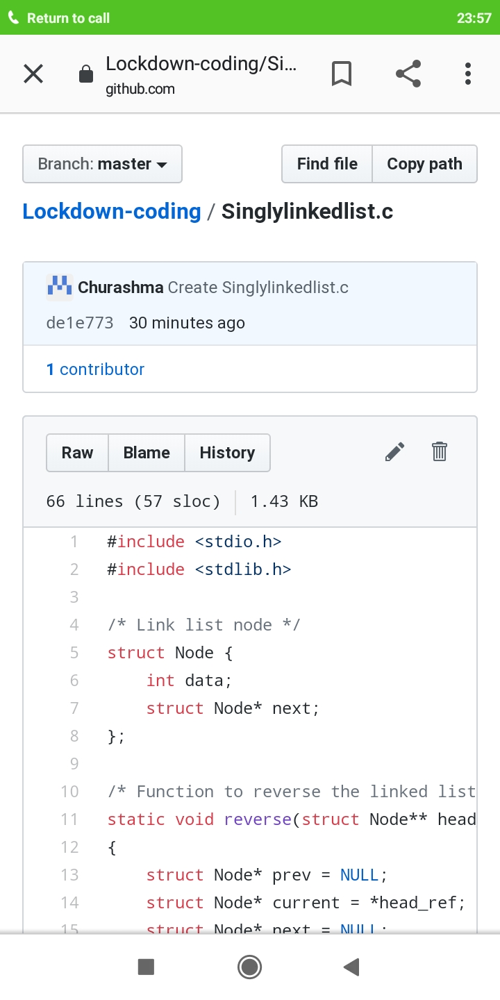 Return to call 23:57
Lockdown-coding/Si...
github.com
Branch: master Find file Copy path
Lockdown-coding / Singlylinkedlist.c
Churashma Create Singlylinkedlist.c
de1e773 30 minutes ago
1 contributor
Raw Blame History
66 lines (57 sloc) 1.43 KB
1 #include <stdio.h>
2 #include <stdlib.h>
3
4 /* Link list node */
5 struct Node {
6     int data;
7     struct Node* next;
8 };
9
10 /* Function to reverse the linked list
11 static void reverse(struct Node** head
12 {
13     struct Node* prev = NULL;
14     struct Node* current = *head_ref;
15     struct Node* next = NULL;